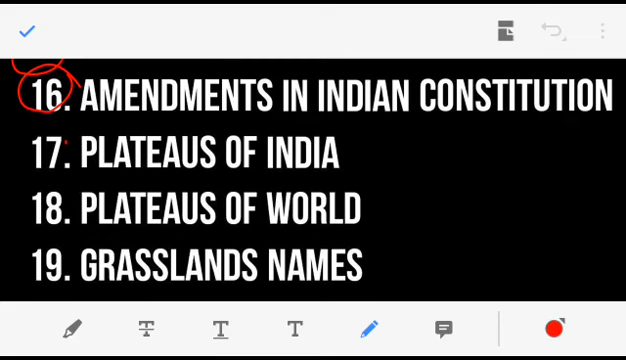 16. AMENDMENTS IN INDIAN CONSTITUTION
17. PLATEAUS OF INDIA
18. PLATEAUS OF WORLD
19. GRASSLANDS NAMES
T T T